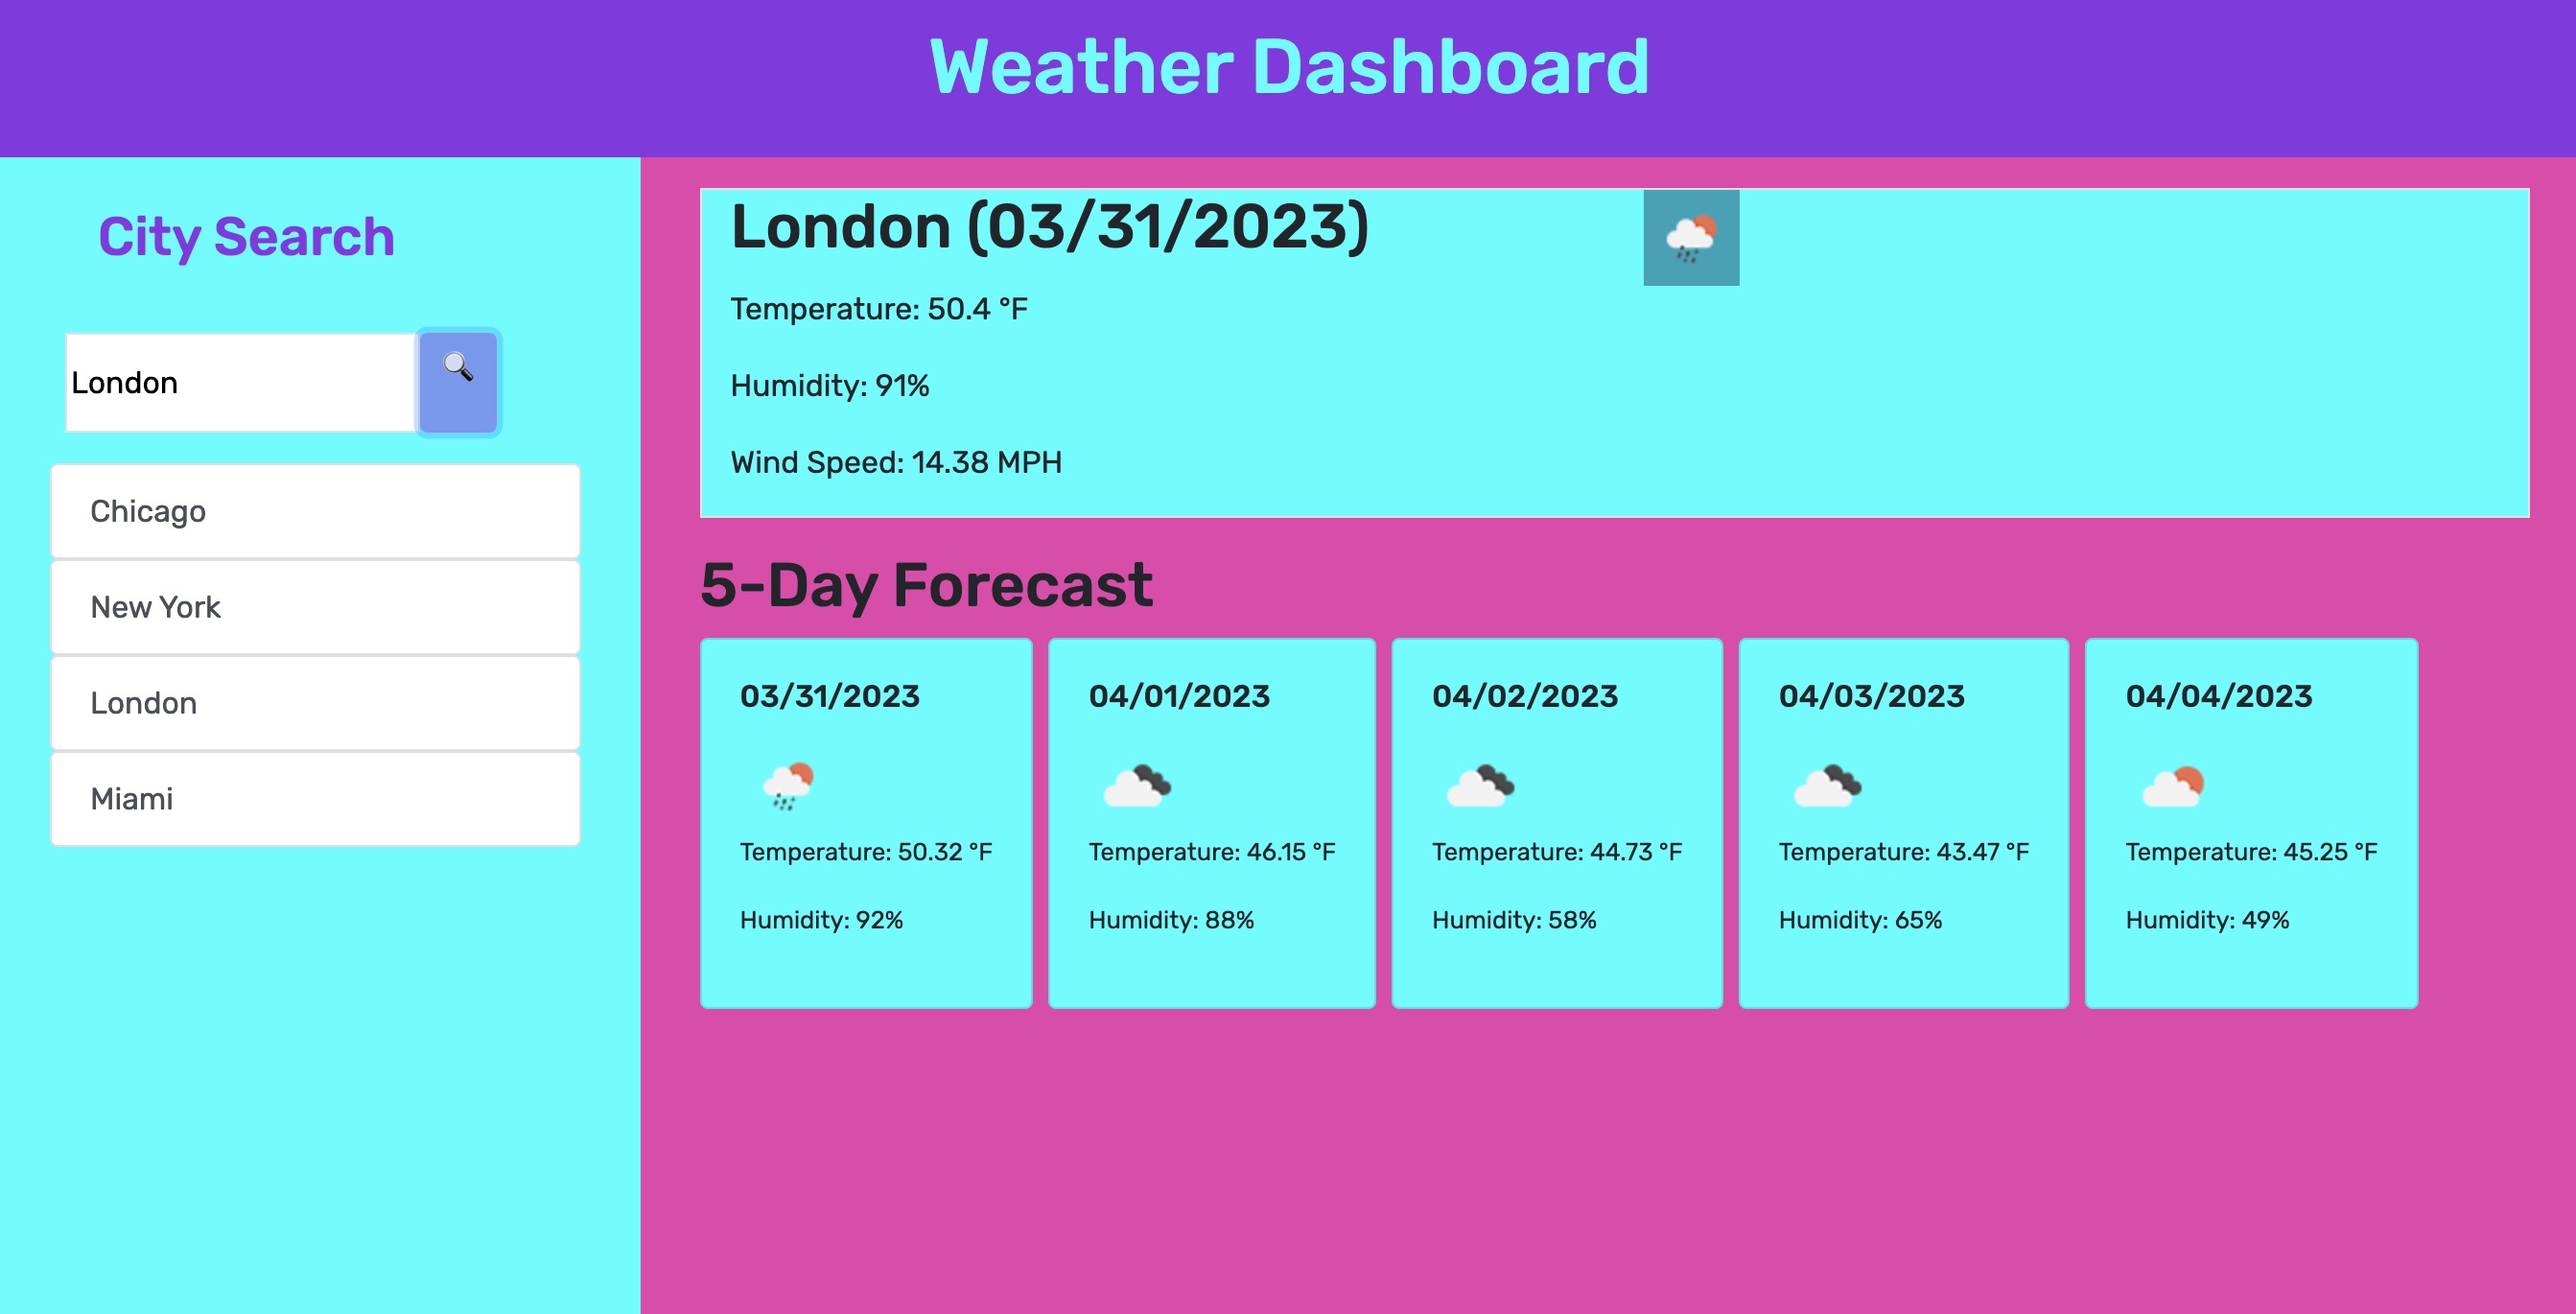 Weather Dashboard
City Search
London
Chicago
New York
London
Miami
London (03/31/2023)
Temperature: 50.4 °F
Humidity: 91%
Wind Speed: 14.38 MPH
5-Day Forecast
03/31/2023
Temperature: 50.32 °F
Humidity: 92%
04/01/2023
Temperature: 46.15 °F
Humidity: 88%
04/02/2023
Temperature: 44.73 °F
Humidity: 58%
04/03/2023
Temperature: 43.47 °F
Humidity: 65%
04/04/2023
Temperature: 45.25 °F
Humidity: 49%